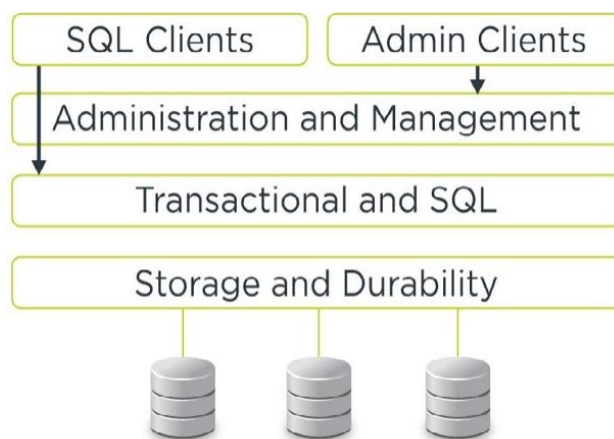 SQL Clients
Admin Clients
Administration and Management
Transactional and SQL
Storage and Durability